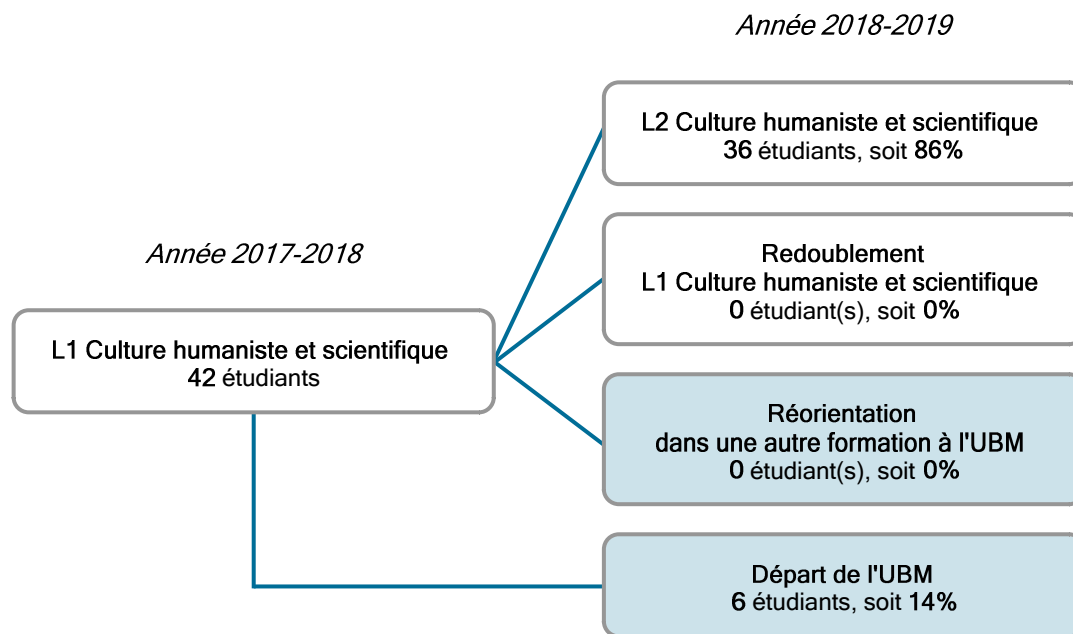 Année 2018-2019
L2 Culture humaniste et scientifique
36 étudiants, soit 86%
Année 2017-2018
Redoublement
L1 Culture humaniste et scientifique
0 étudiant(s), soit 0%
L1 Culture humaniste et scientifique
42 étudiants
Réorientation
dans une autre formation à l'UBM
0 étudiant(s), soit 0%
Départ de l'UBM
6 étudiants, soit 14%